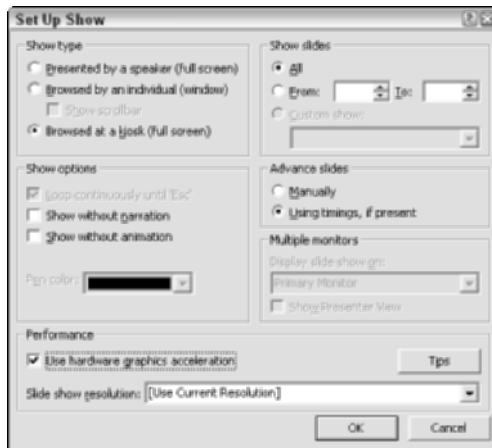 Set Up Show
Show type
Presented by a speaker (full screen)
Browsed by an individual (window)
Show scrollbar
Browsed at a kiosk (full screen)
Show slides
All
From: To:
Custom show:
Show options
Loop continuously until 'Esc'
Show without narration
Show without animation
Pen color:
Advance slides
Manually
Using timings, if present
Multiple monitors
Display slide show on:
Primary Monitor
Show Presenter View
Performance
Use hardware graphics acceleration
Tips
Slide show resolution: [Use Current Resolution]
OK Cancel